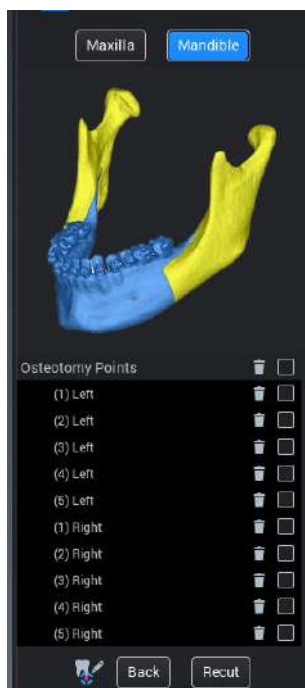 Maxilla Mandible
Osteotomy Points
(1) Left
(2) Left
(3) Left
(4) Left
(5) Left
(1) Right
(2) Right
(3) Right
(4) Right
(5) Right
Back Recut